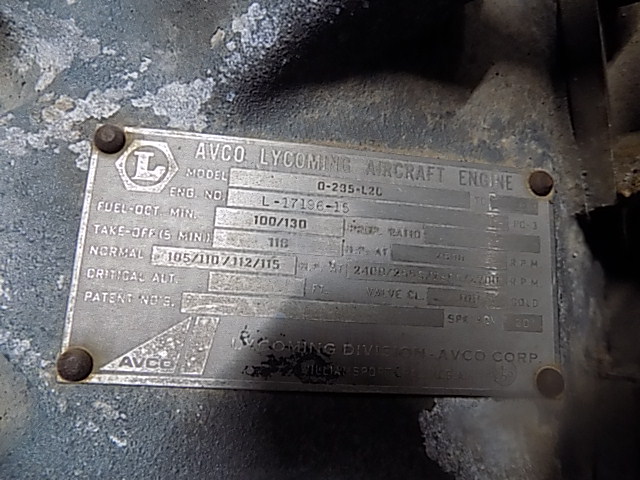 L AVCO LYCOMING AIRCRAFT ENGINE
MODEL O-235-L2C
ENG. NO. L-17196-15
FUEL-OCT. MIN. 100/130 PROP. RATIO
TAKE-OFF(5 MIN) 118 AT R.P.M.
NORMAL 105/110/112/115 AT R.P.M.
CRITICAL ALT. FT. VALVE CL. COLD
PATENT NO'S.
AVCO LYCOMING DIVISION-AVCO CORP.